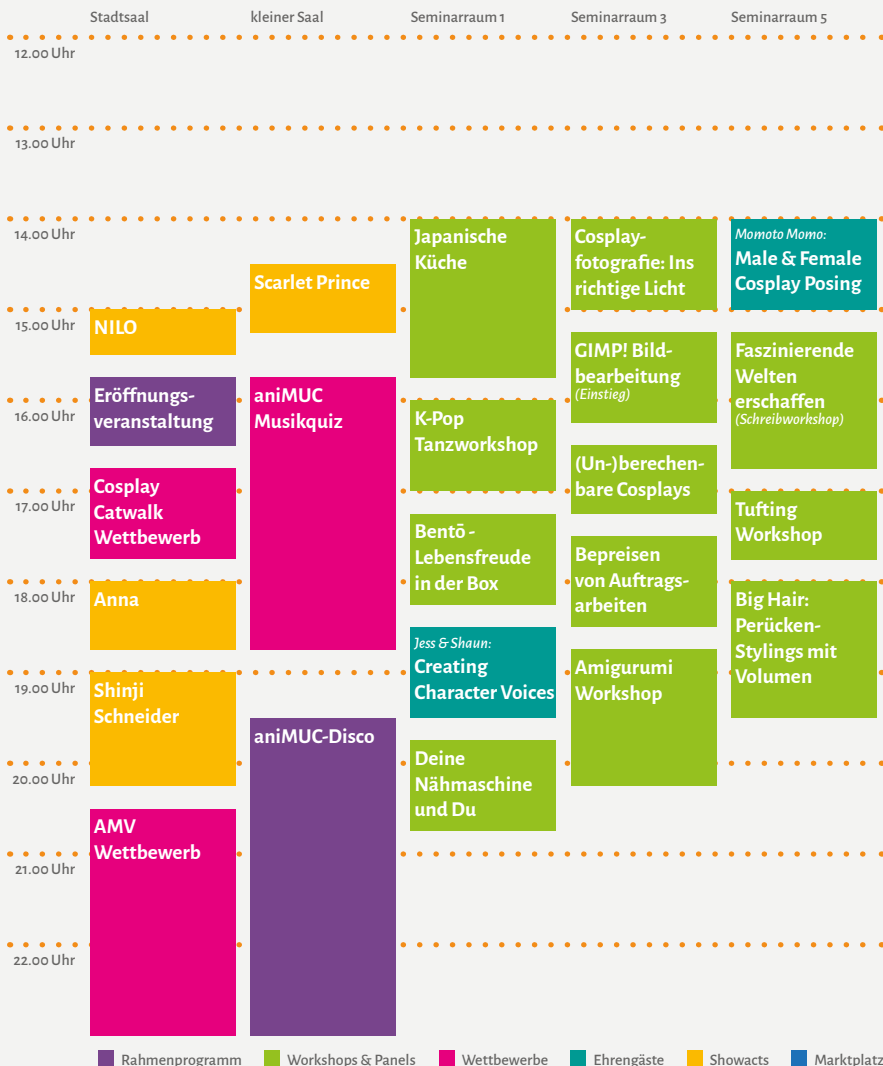 Stadtsaal
kleiner Saal
Seminarraum 1
Seminarraum 3
Seminarraum 5
12.00 Uhr
13.00 Uhr
14.00 Uhr
15.00 Uhr
16.00 Uhr
17.00 Uhr
18.00 Uhr
19.00 Uhr
20.00 Uhr
21.00 Uhr
22.00 Uhr
NILO
Eröffnungs-
veranstaltung
Cosplay
Catwalk
Wettbewerb
Anna
Shinji
Schneider
AMV
Wettbewerb
Scarlet Prince
aniMUC
Musikquiz
aniMUC-Disco
Japanische
Küche
K-Pop
Tanzworkshop
Bentō -
Lebensfreude
in der Box
Jess & Shaun:
Creating
Character Voices
Deine
Nähmaschine
und Du
Cosplay-
fotografie: Ins
richtige Licht
GIMP! Bild-
bearbeitung
(Einstieg)
(Un-)berechen-
bare Cosplays
Bepreisen
von Auftrags-
arbeiten
Amigurumi
Workshop
Momoto Momo:
Male & Female
Cosplay Posing
Faszinierende
Welten
erschaffen
(Schreibworkshop)
Tufting
Workshop
Big Hair:
Perücken-
Stylings mit
Volumen
Rahmenprogramm
Workshops & Panels
Wettbewerbe
Ehrengäste
Showacts
Marktplatz